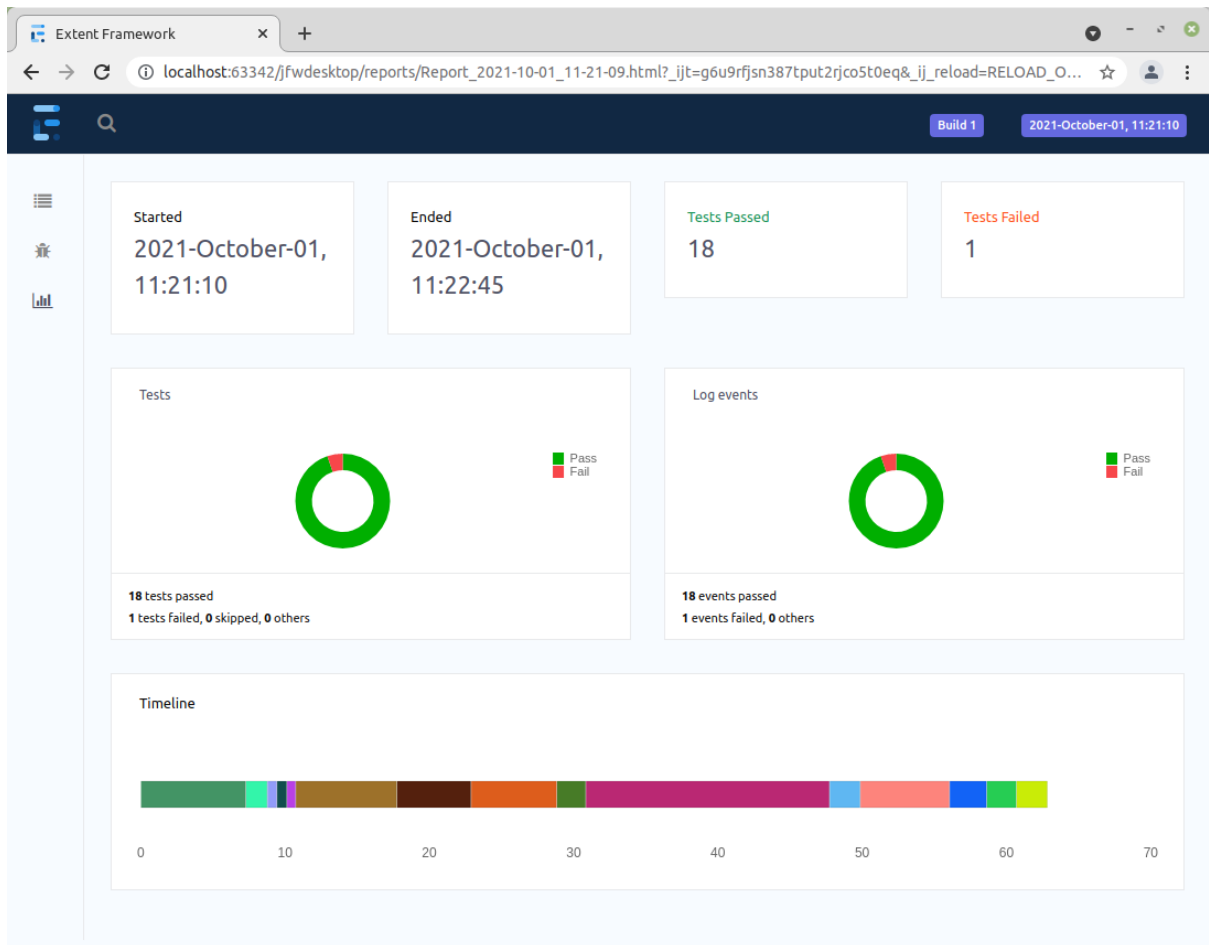 Extent Framework
localhost:63342/jfwdesktop/reports/Report_2021-10-01_11-21-09.html?_ijt=g6u9rfjsn387tput2rjco5t0eq&_ij_reload=RELOAD_O...
Build 1
2021-October-01, 11:21:10
Started
2021-October-01,
11:21:10
Ended
2021-October-01,
11:22:45
Tests Passed
18
Tests Failed
1
Tests
Pass
Fail
18 tests passed
1 tests failed, 0 skipped, 0 others
Log events
Pass
Fail
18 events passed
1 events failed, 0 others
Timeline
0 10 20 30 40 50 60 70